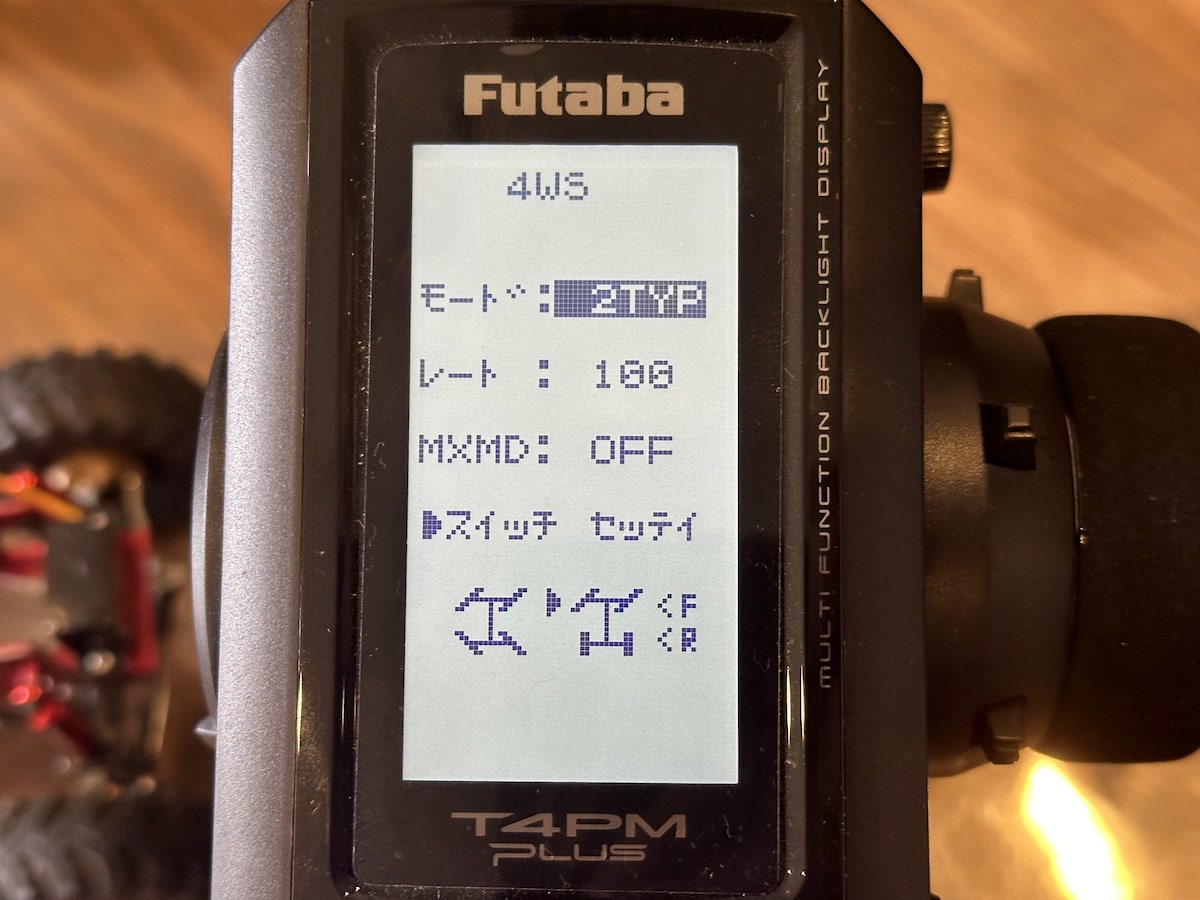 Futaba
4WS
モード: 2TYP
レート : 100
MXMD: OFF
スイッチ セッテイ
<F
<R
T4PM
PLUS
MULTI FUNCTION BACKLIGHT DISPLAY